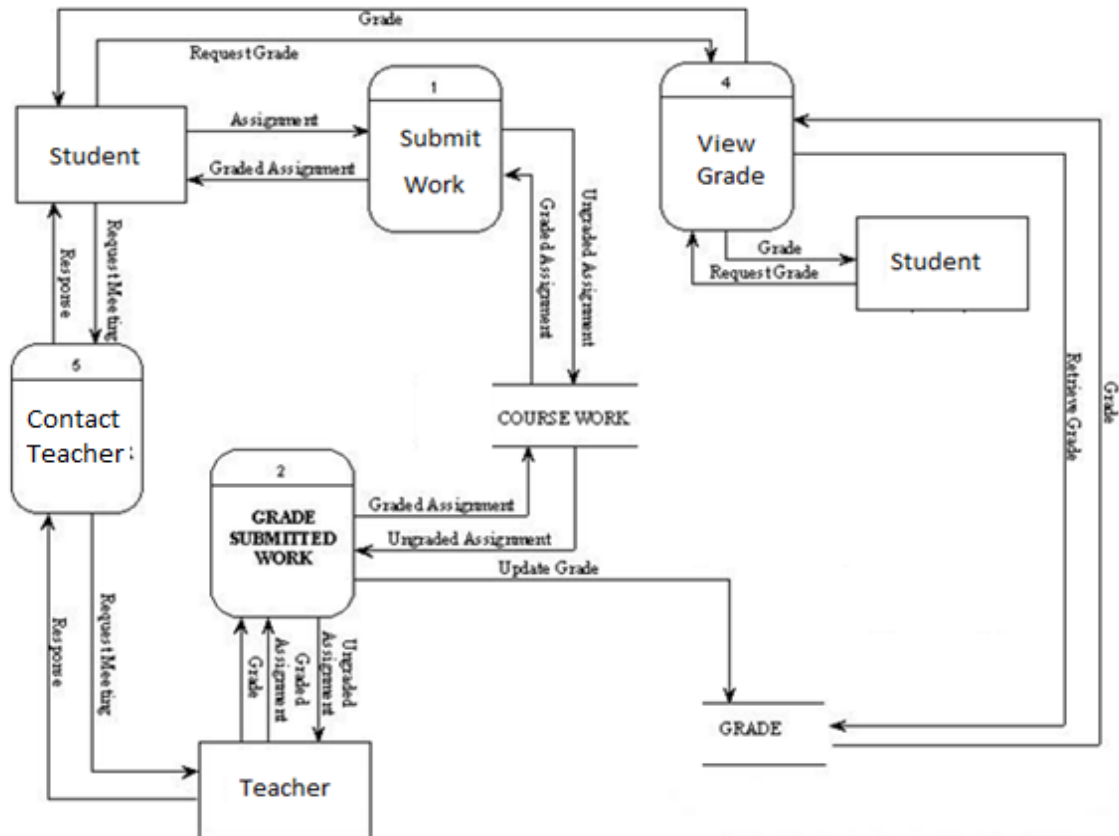 Grade
Request Grade
1
4
Assignment
Submit
Work
View
Grade
Student
Graded Assignment
Ungraded Assignment
Graded Assignment
Request Meeting
Response
Grade
Request Grade
Student
Retrieve Grade
Grade
5
Contact
Teacher :
COURSE WORK
2
GRADE
SUBMITTED
WORK
Graded Assignment
Ungraded Assignment
Update Grade
Response
Request Meeting
Grade
Graded
Assignment
Ungraded
Assignment
GRADE
Teacher